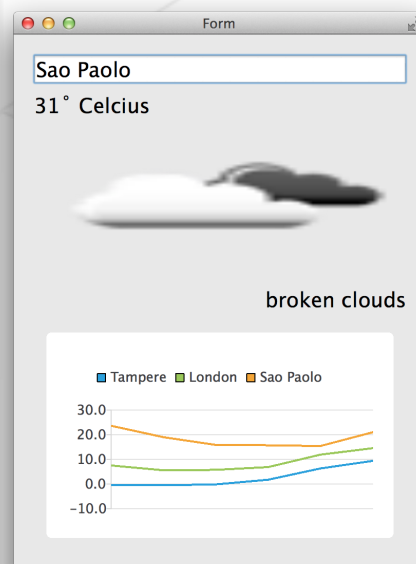 Form
Sao Paolo
31° Celcius
broken clouds
Tampere London Sao Paolo
30.0
20.0
10.0
0.0
-10.0